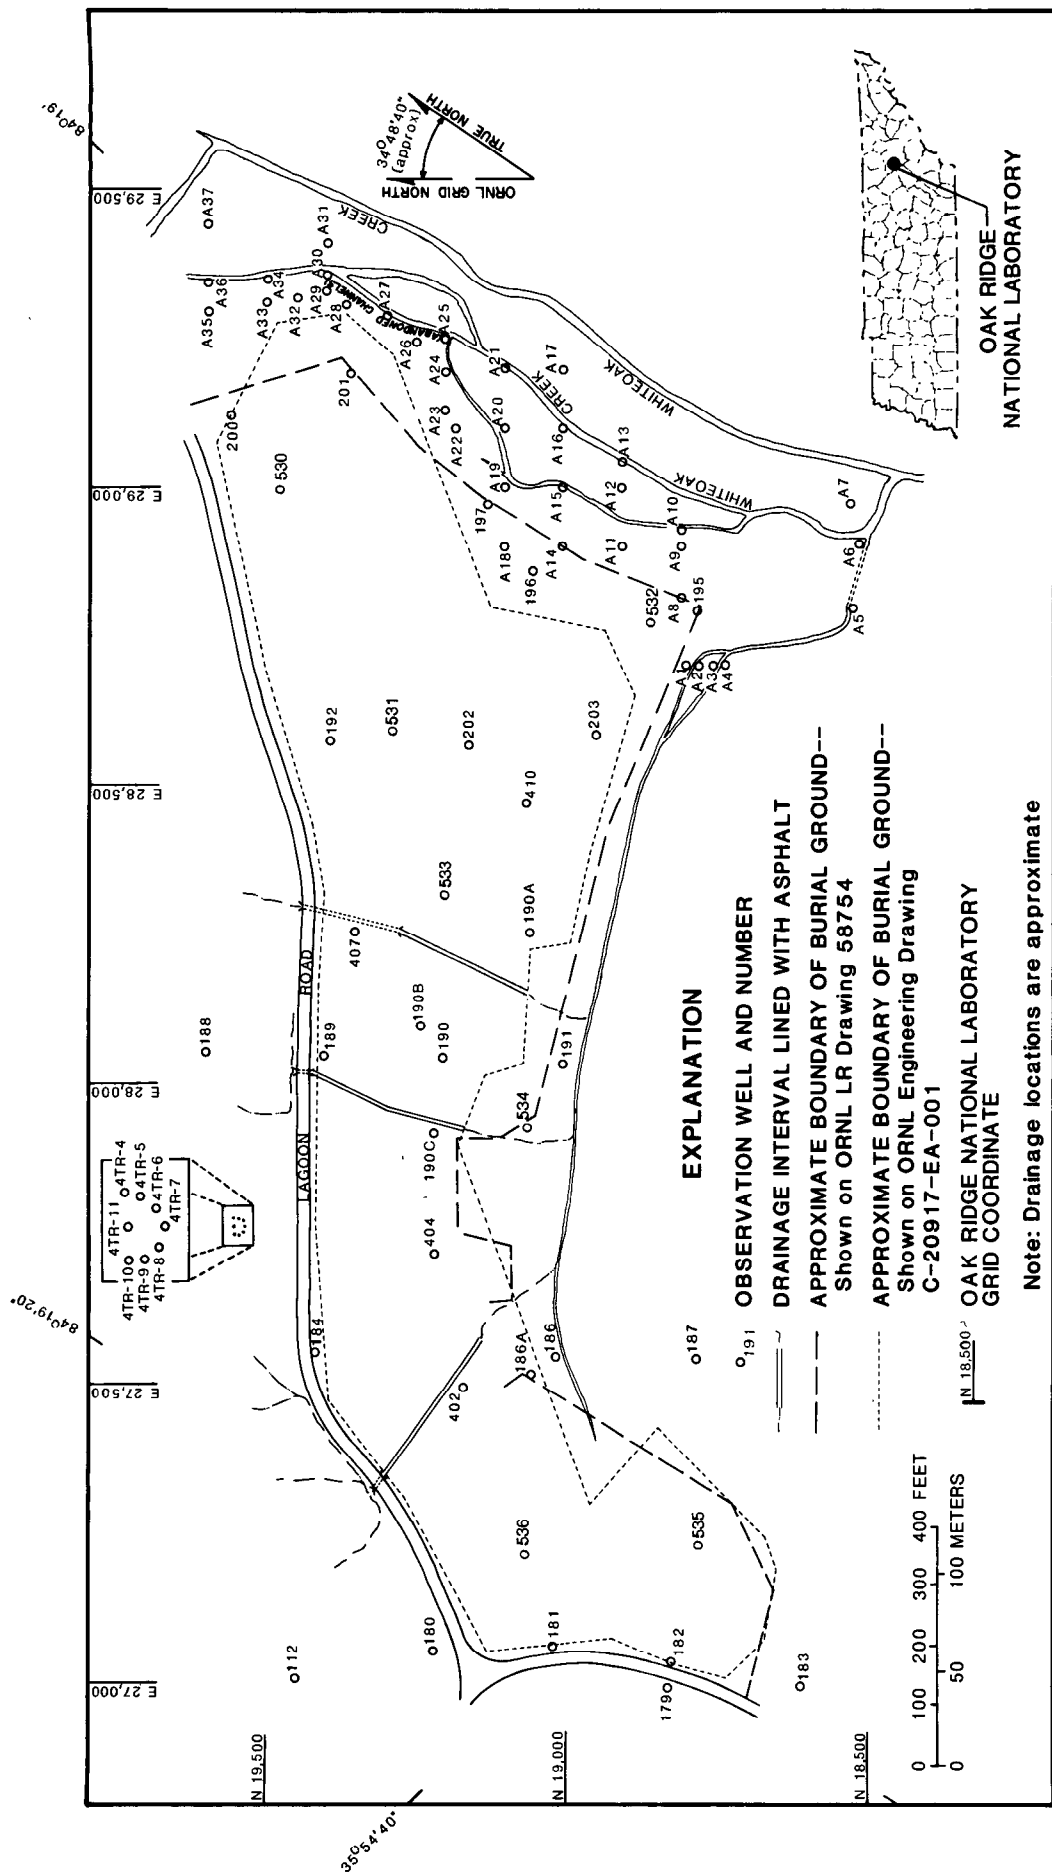 84°19'20"
84°19'
35°54'40"
E 27,000
E 27,500
E 28,000
E 28,500
E 29,000
E 29,500
N 19,500
N 19,000
N 18,500
34°48'40"
(approx)
ORNL GRID NORTH
TRUE NORTH
4TR-11
4TR-4
4TR-5
4TR-6
4TR-7
4TR-10
4TR-9
4TR-8
LAGOON
ROAD
112
180
181
182
179
183
184
188
189
407
190B
190
190C
404
402
186A
186
187
536
535
534
191
190A
533
410
192
531
202
203
530
200
201
197
196
532
195
A37
A36
A35
A34
A33
A32
A31
A30
A29
A28
A27
A26
A25
A24
A23
A22
A21
A20
A19
A18
A17
A16
A15
A14
A13
A12
A11
A10
A9
A8
A7
A6
A5
A1
A2
A3
A4
(ABANDONED CHANNELS)
CREEK
WHITEOAK
WHITEOAK
CREEK
OAK RIDGE
NATIONAL LABORATORY
EXPLANATION
191
OBSERVATION WELL AND NUMBER
DRAINAGE INTERVAL LINED WITH ASPHALT
APPROXIMATE BOUNDARY OF BURIAL GROUND--
Shown on ORNL LR Drawing 58754
APPROXIMATE BOUNDARY OF BURIAL GROUND--
Shown on ORNL Engineering Drawing
C-20917-EA-001
N 18,500
OAK RIDGE NATIONAL LABORATORY
GRID COORDINATE
Note: Drainage locations are approximate
0 100 200 300 400 FEET
0 50 100 METERS